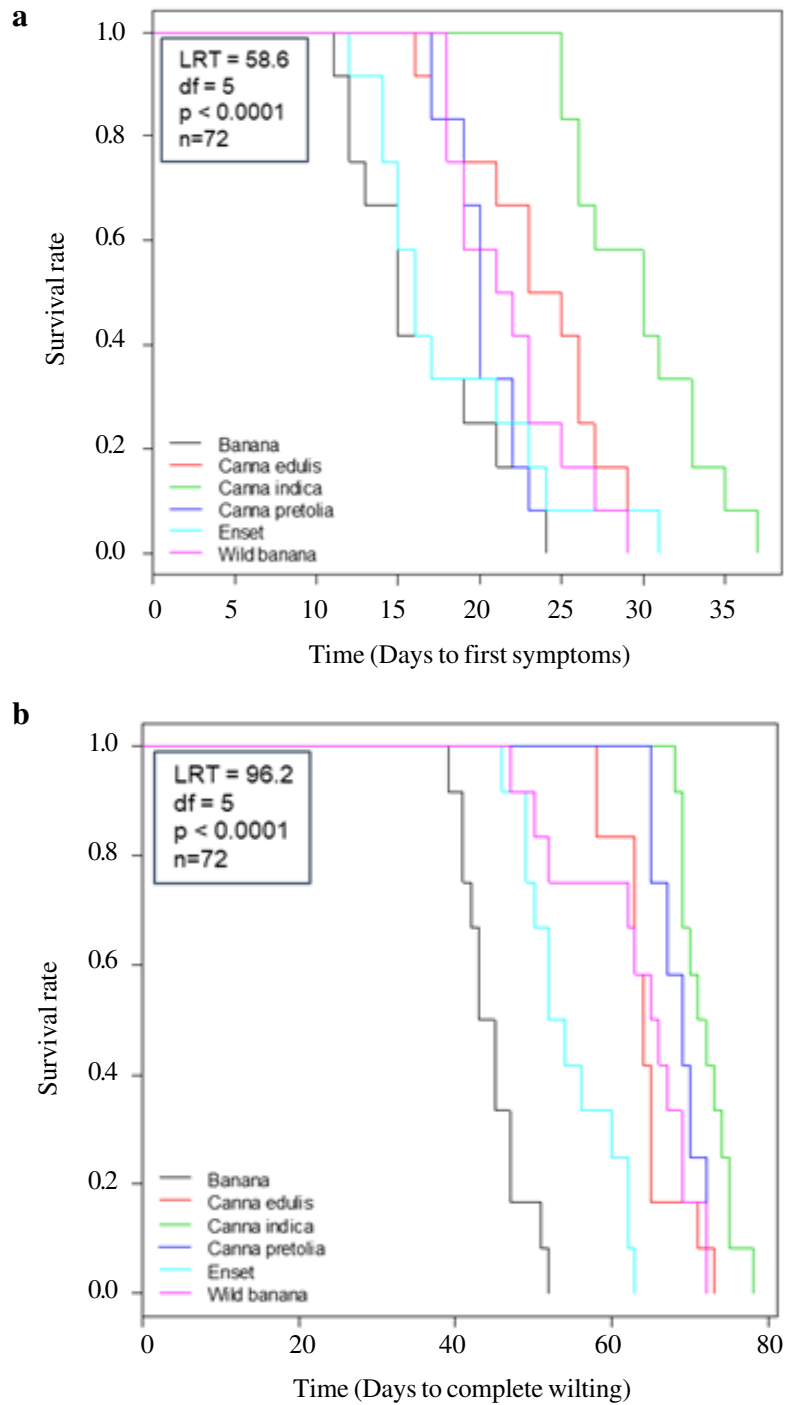 a
LRT = 58.6
df = 5
p < 0.0001
n=72
1.0
0.8
0.6
0.4
0.2
0.0
Survival rate
Banana
Canna edulis
Canna indica
Canna pretolia
Enset
Wild banana
0 5 10 15 20 25 30 35
Time (Days to first symptoms)
b
LRT = 96.2
df = 5
p < 0.0001
n=72
1.0
0.8
0.6
0.4
0.2
0.0
Survival rate
Banana
Canna edulis
Canna indica
Canna pretolia
Enset
Wild banana
0 20 40 60 80
Time (Days to complete wilting)